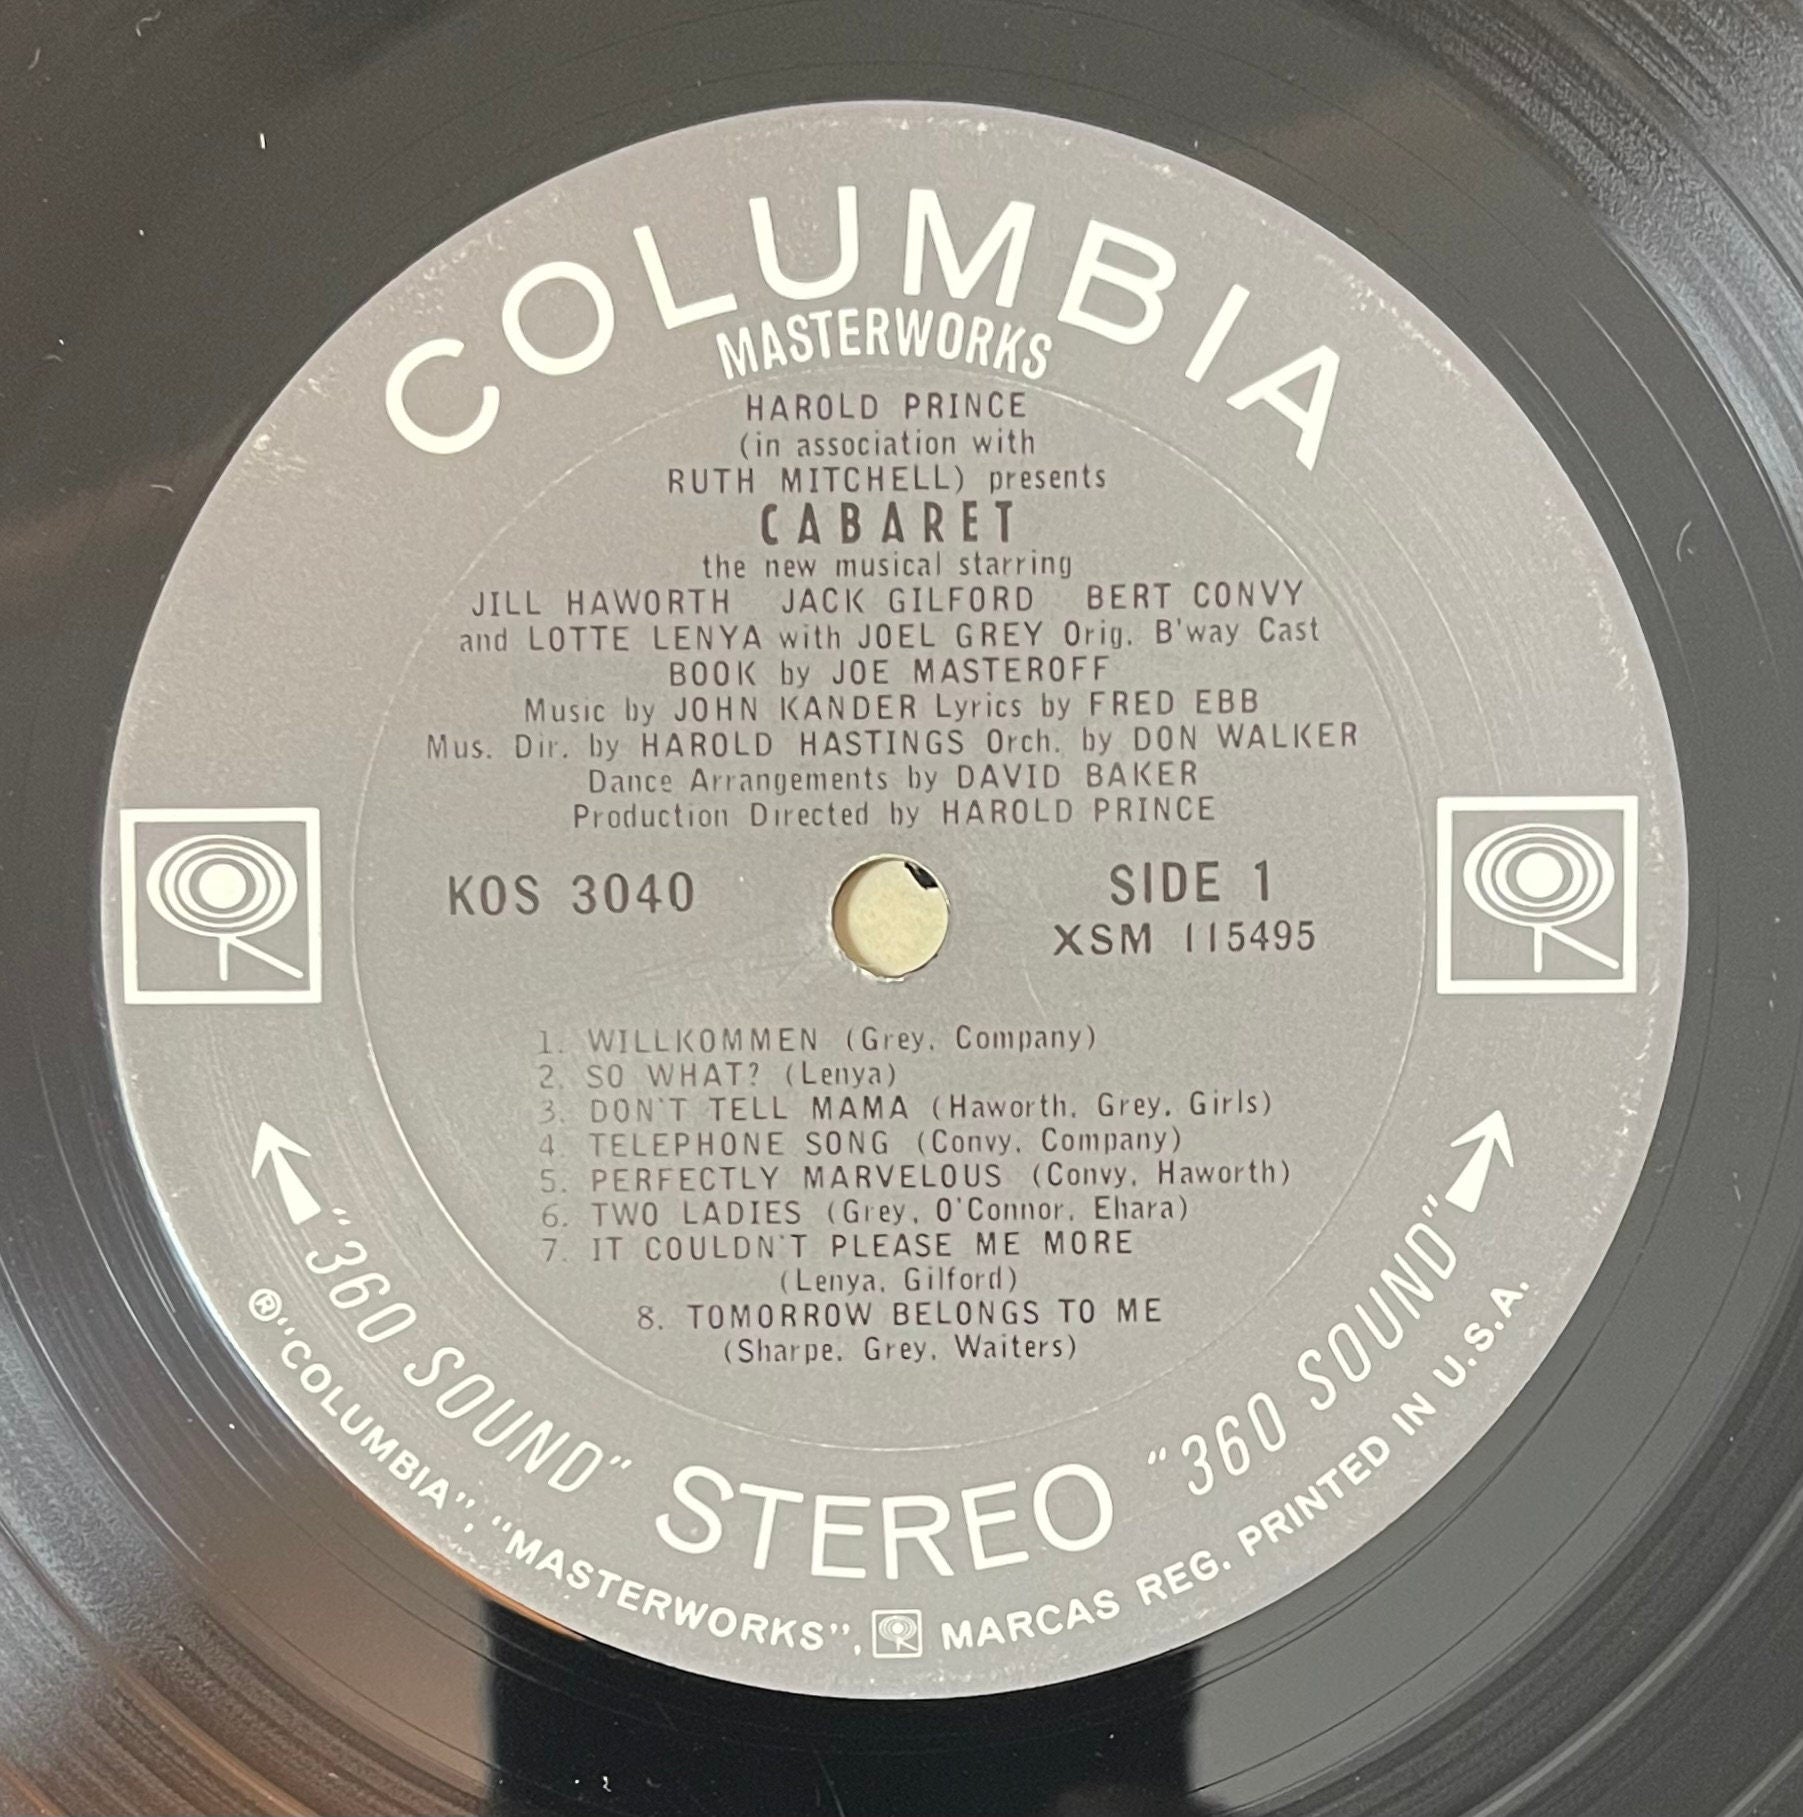 COLUMBIA
MASTERWORKS
HAROLD PRINCE
(in association with
RUTH MITCHELL) presents
CABARET
the new musical starring
JILL HAWORTH JACK GILFORD BERT CONVY
and LOTTE LENYA with JOEL GREY Orig. B'way Cast
BOOK by JOE MASTEROFF
Music by JOHN KANDER Lyrics by FRED EBB
Mus. Dir. by HAROLD HASTINGS Orch. by DON WALKER
Dance Arrangements by DAVID BAKER
Production Directed by HAROLD PRINCE
KOS 3040
SIDE 1
XSM 115495
1. WILLKOMMEN (Grey, Company)
2. SO WHAT? (Lenya)
3. DON'T TELL MAMA (Haworth, Grey, Girls)
4. TELEPHONE SONG (Convy, Company)
5. PERFECTLY MARVELOUS (Convy, Haworth)
6. TWO LADIES (Grey, O'Connor, Ehara)
7. IT COULDN'T PLEASE ME MORE
(Lenya, Gilford)
8. TOMORROW BELONGS TO ME
(Sharpe, Grey, Waiters)
"360 SOUND" STEREO "360 SOUND"
® "COLUMBIA", "MASTERWORKS", MARCAS REG. PRINTED IN U.S.A.